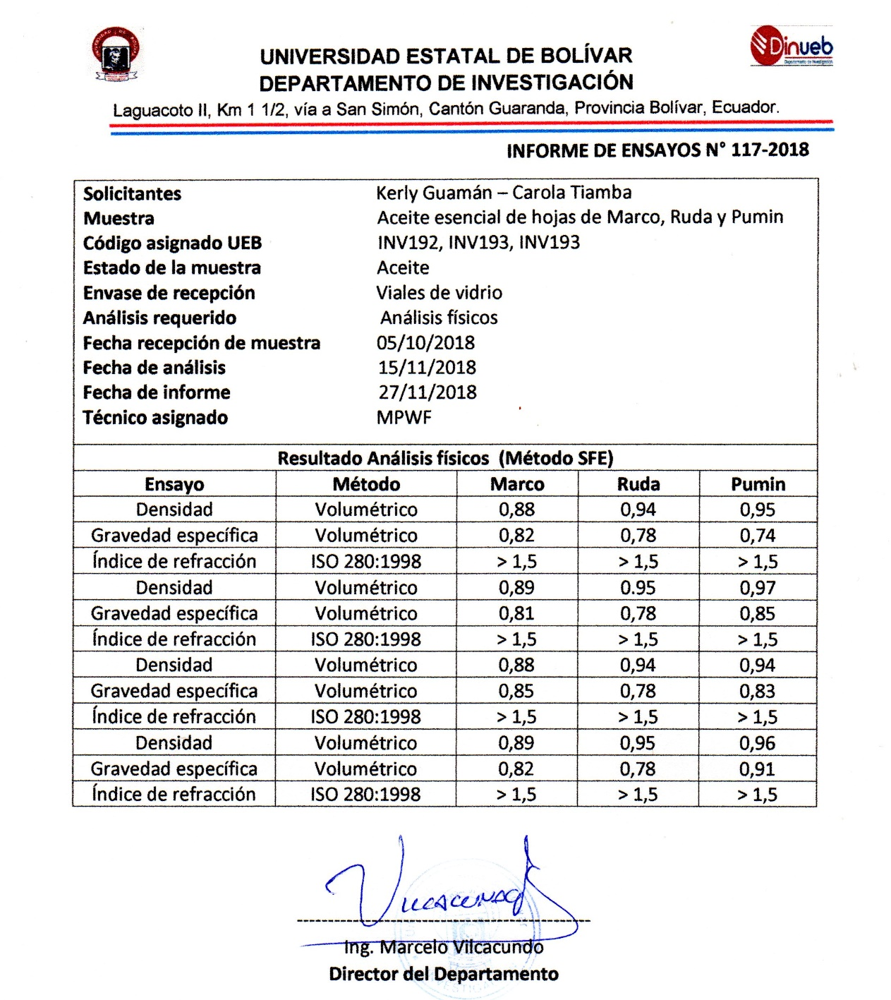 UNIVERSIDAD DE BOLIVAR
Dinueb
Departamento de Investigación
UNIVERSIDAD ESTATAL DE BOLÍVAR
DEPARTAMENTO DE INVESTIGACIÓN
Laguacoto II, Km 1 1/2, vía a San Simón, Cantón Guaranda, Provincia Bolívar, Ecuador.
INFORME DE ENSAYOS N° 117-2018
Solicitantes Kerly Guamán – Carola Tiamba
Muestra Aceite esencial de hojas de Marco, Ruda y Pumin
Código asignado UEB INV192, INV193, INV193
Estado de la muestra Aceite
Envase de recepción Viales de vidrio
Análisis requerido Análisis físicos
Fecha recepción de muestra 05/10/2018
Fecha de análisis 15/11/2018
Fecha de informe 27/11/2018
Técnico asignado MPWF
Resultado Análisis físicos (Método SFE)
Ensayo Método Marco Ruda Pumin
Densidad Volumétrico 0,88 0,94 0,95
Gravedad específica Volumétrico 0,82 0,78 0,74
Índice de refracción ISO 280:1998 > 1,5 > 1,5 > 1,5
Densidad Volumétrico 0,89 0.95 0,97
Gravedad específica Volumétrico 0,81 0,78 0,85
Índice de refracción ISO 280:1998 > 1,5 > 1,5 > 1,5
Densidad Volumétrico 0,88 0,94 0,94
Gravedad específica Volumétrico 0,85 0,78 0,83
Índice de refracción ISO 280:1998 > 1,5 > 1,5 > 1,5
Densidad Volumétrico 0,89 0,95 0,96
Gravedad específica Volumétrico 0,82 0,78 0,91
Índice de refracción ISO 280:1998 > 1,5 > 1,5 > 1,5
Ing. Marcelo Vilcacundo
Director del Departamento